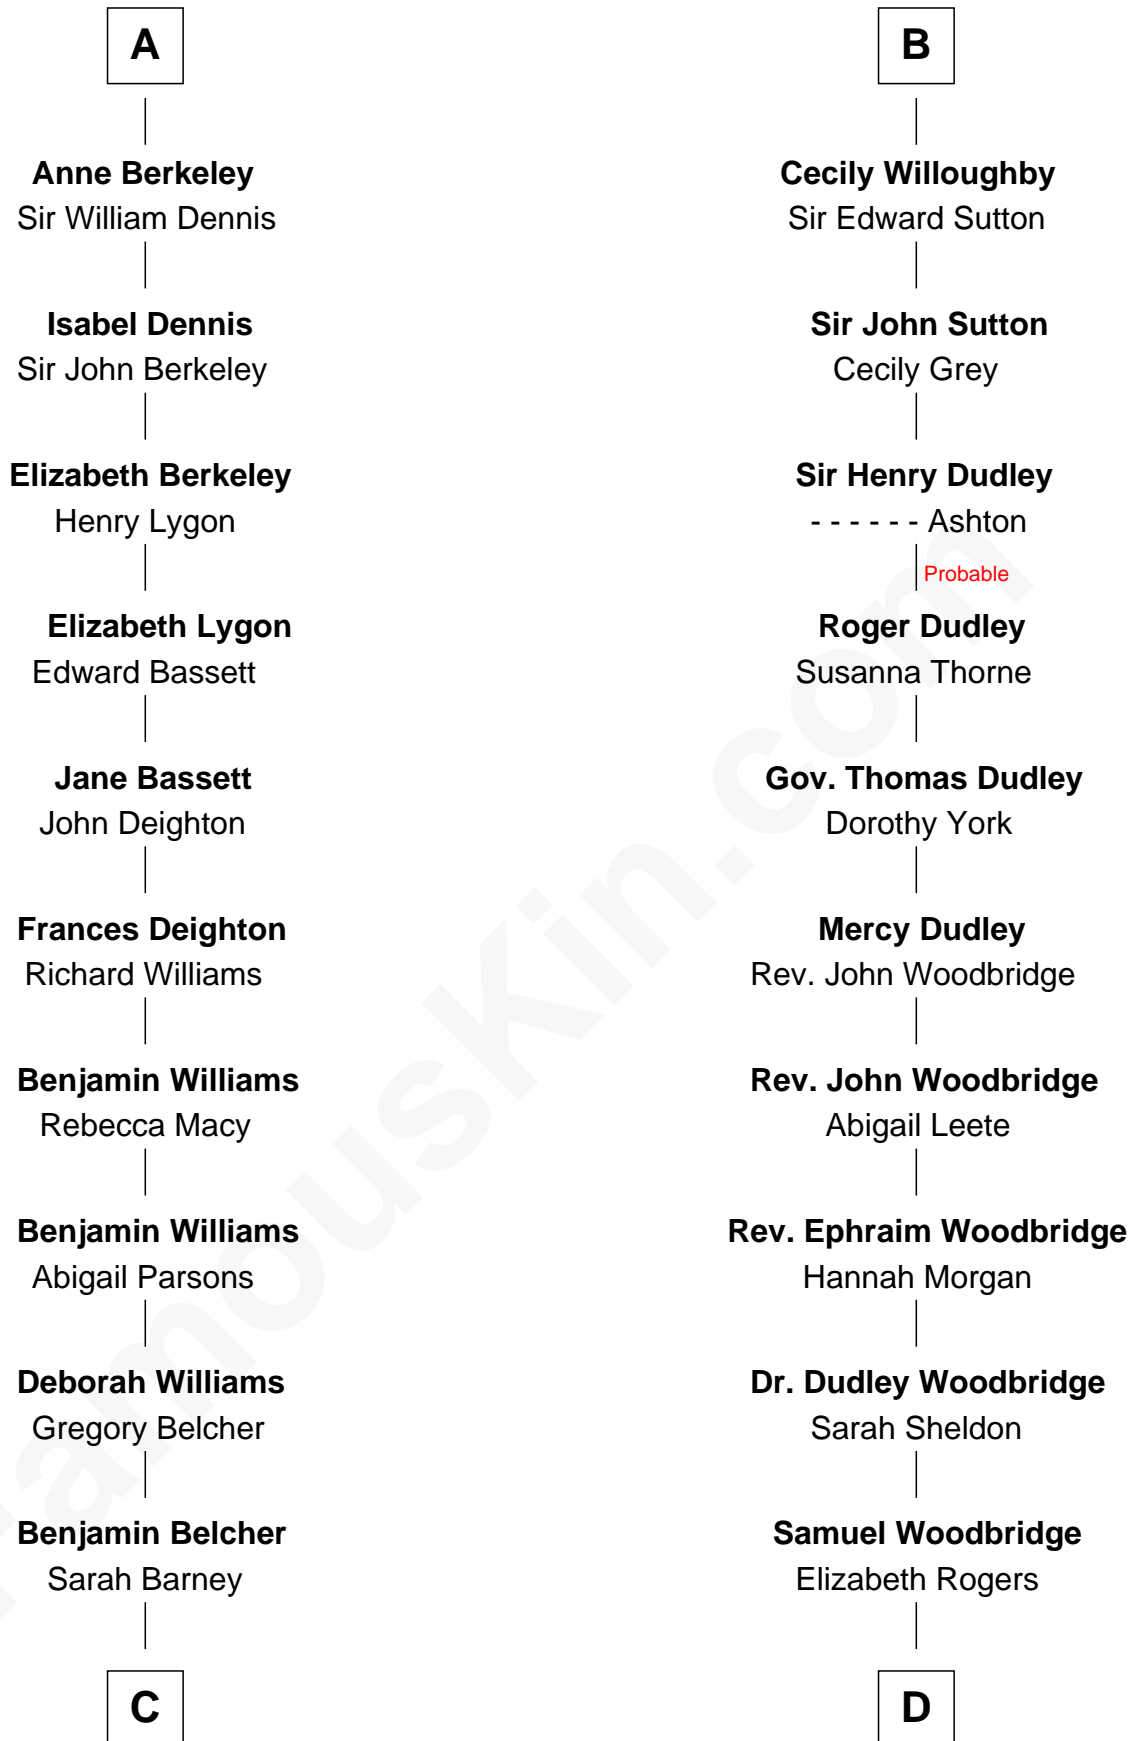 A
Anne Berkeley
Sir William Dennis
Isabel Dennis
Sir John Berkeley
Elizabeth Berkeley
Henry Lygon
Elizabeth Lygon
Edward Bassett
Jane Bassett
John Deighton
Frances Deighton
Richard Williams
Benjamin Williams
Rebecca Macy
Benjamin Williams
Abigail Parsons
Deborah Williams
Gregory Belcher
Benjamin Belcher
Sarah Barney
C
B
Cecily Willoughby
Sir Edward Sutton
Sir John Sutton
Cecily Grey
Sir Henry Dudley
- - - - - - Ashton
Probable
Roger Dudley
Susanna Thorne
Gov. Thomas Dudley
Dorothy York
Mercy Dudley
Rev. John Woodbridge
Rev. John Woodbridge
Abigail Leete
Rev. Ephraim Woodbridge
Hannah Morgan
Dr. Dudley Woodbridge
Sarah Sheldon
Samuel Woodbridge
Elizabeth Rogers
D
FamousKin.com